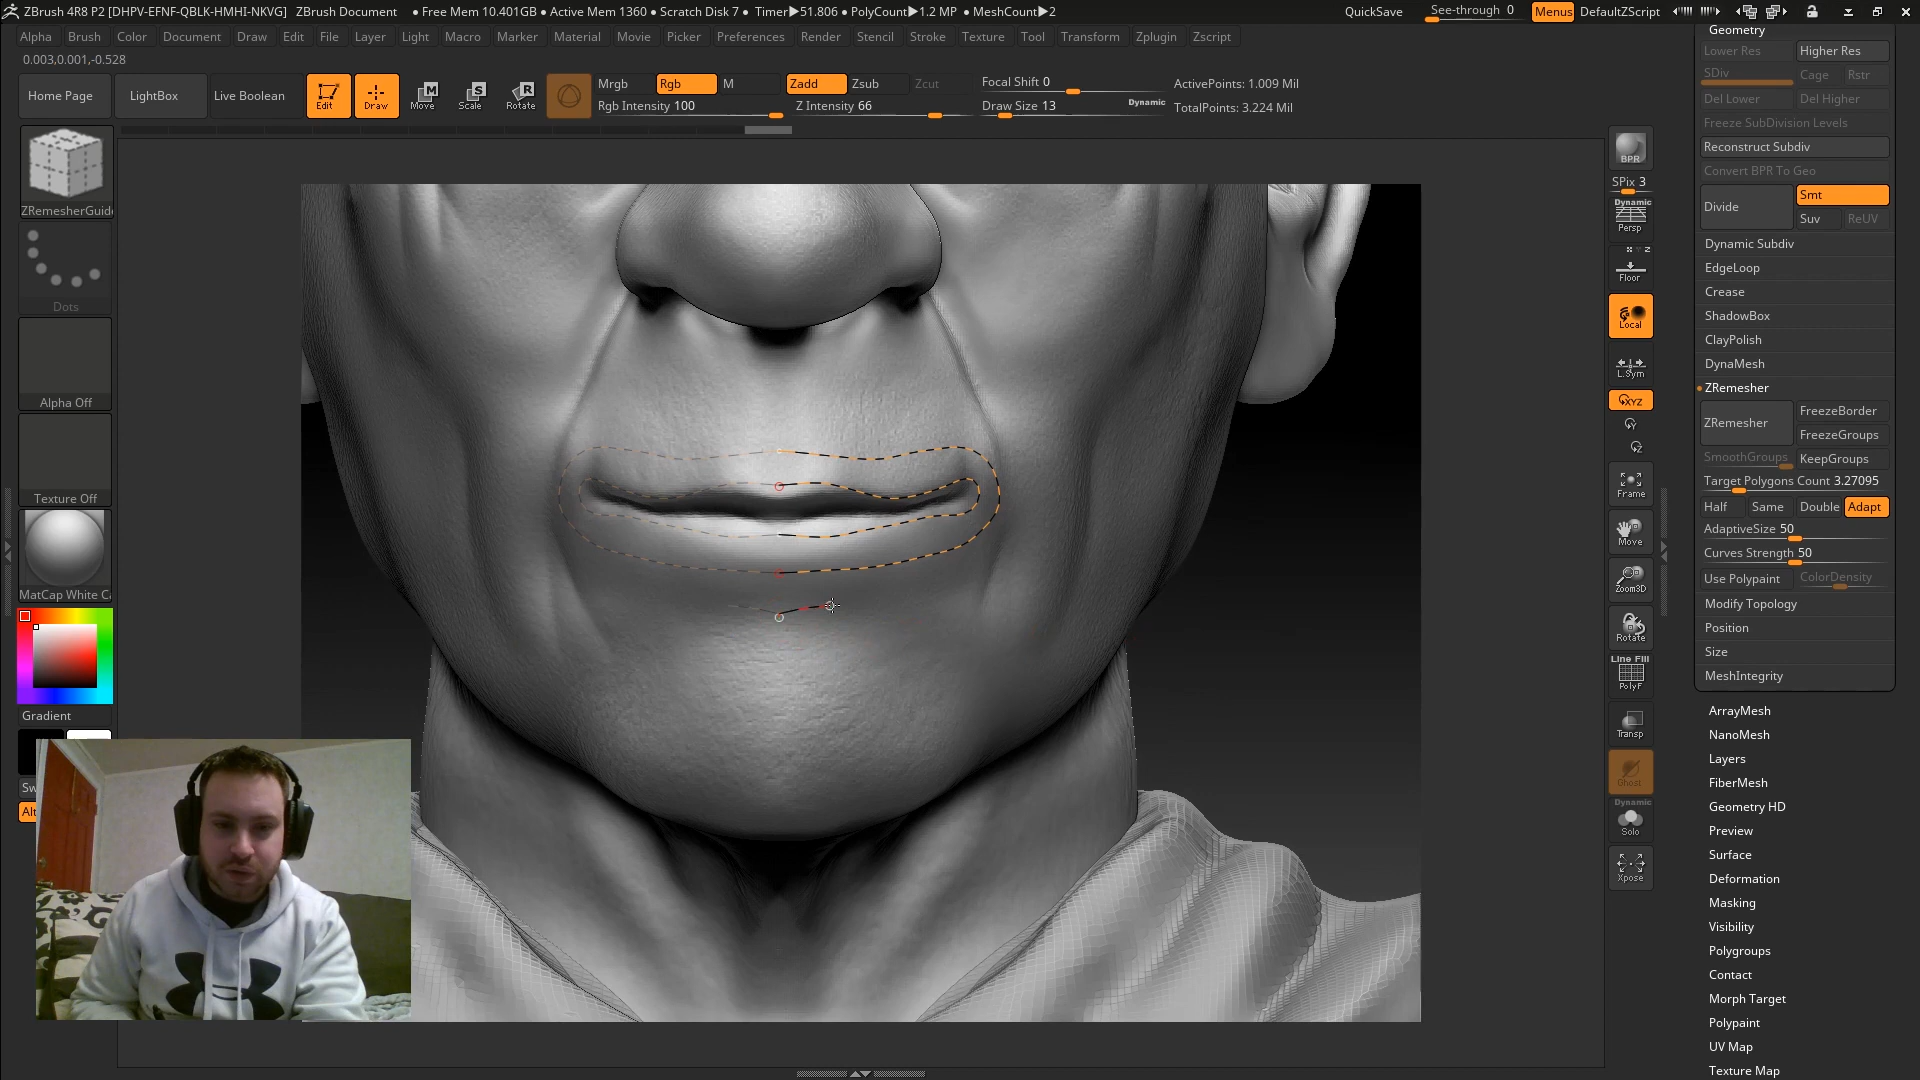 ZBrush 4R8 P2 [DHPV-EFNF-QBLK-HMHI-NKVG] ZBrush Document • Free Mem 10.401GB • Active Mem 1360 • Scratch Disk 7 • Timer▶51.806 • PolyCount▶1.2 MP • MeshCount▶2 QuickSave See-through 0 Menus DefaultZScript
Alpha Brush Color Document Draw Edit File Layer Light Macro Marker Material Movie Picker Preferences Render Stencil Stroke Texture Tool Transform Zplugin Zscript
0.003,0.001,-0.528
Home Page LightBox Live Boolean Edit Draw Move Scale Rotate
Mrgb Rgb M Zadd Zsub Zcut Focal Shift 0 ActivePoints: 1.009 Mil
Rgb Intensity 100 Z Intensity 66 Draw Size 13 Dynamic TotalPoints: 3.224 Mil
ZRemesherGuide
Dots
Alpha Off
Texture Off
MatCap White Ca
Gradient
Sw
Alt
BPR
SPix 3
Dynamic
Persp
Floor
Local
L.Sym
XYZ
Y
Z
Frame
Move
Zoom3D
Rotate
Line Fill
PolyF
Transp
Ghost
Dynamic
Solo
Xpose
Geometry
Lower Res Higher Res
SDiv Cage Rstr
Del Lower Del Higher
Freeze SubDivision Levels
Reconstruct Subdiv
Convert BPR To Geo
Divide Smt
Suv ReUV
Dynamic Subdiv
EdgeLoop
Crease
ShadowBox
ClayPolish
DynaMesh
ZRemesher
ZRemesher FreezeBorder
FreezeGroups
SmoothGroups KeepGroups
Target Polygons Count 3.27095
Half Same Double Adapt
AdaptiveSize 50
Curves Strength 50
Use Polypaint ColorDensity
Modify Topology
Position
Size
MeshIntegrity
ArrayMesh
NanoMesh
Layers
FiberMesh
Geometry HD
Preview
Surface
Deformation
Masking
Visibility
Polygroups
Contact
Morph Target
Polypaint
UV Map
Texture Map